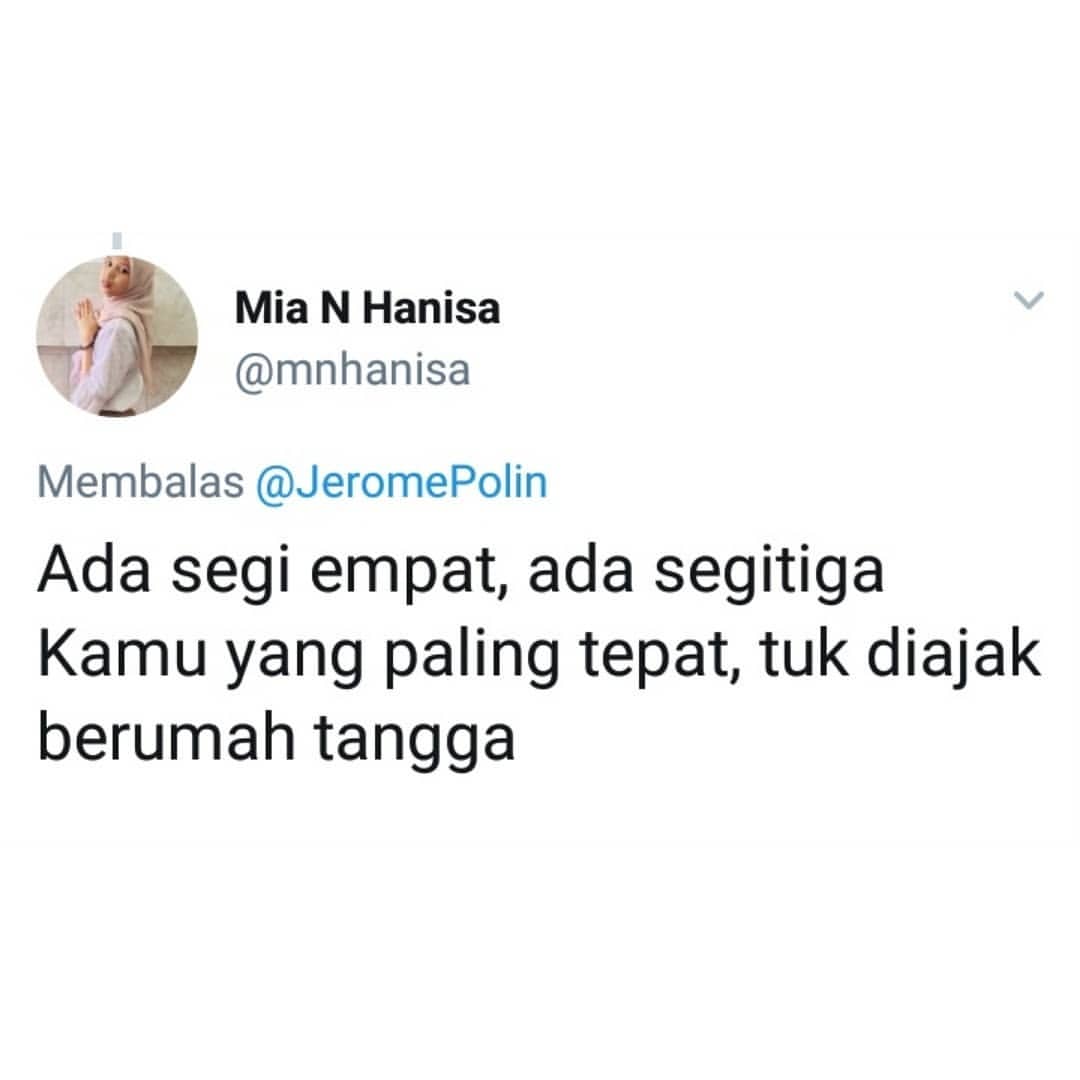 Mia N Hanisa
@mnhanisa
Membalas @JeromePolin
Ada segi empat, ada segitiga
Kamu yang paling tepat, tuk diajak
berumah tangga